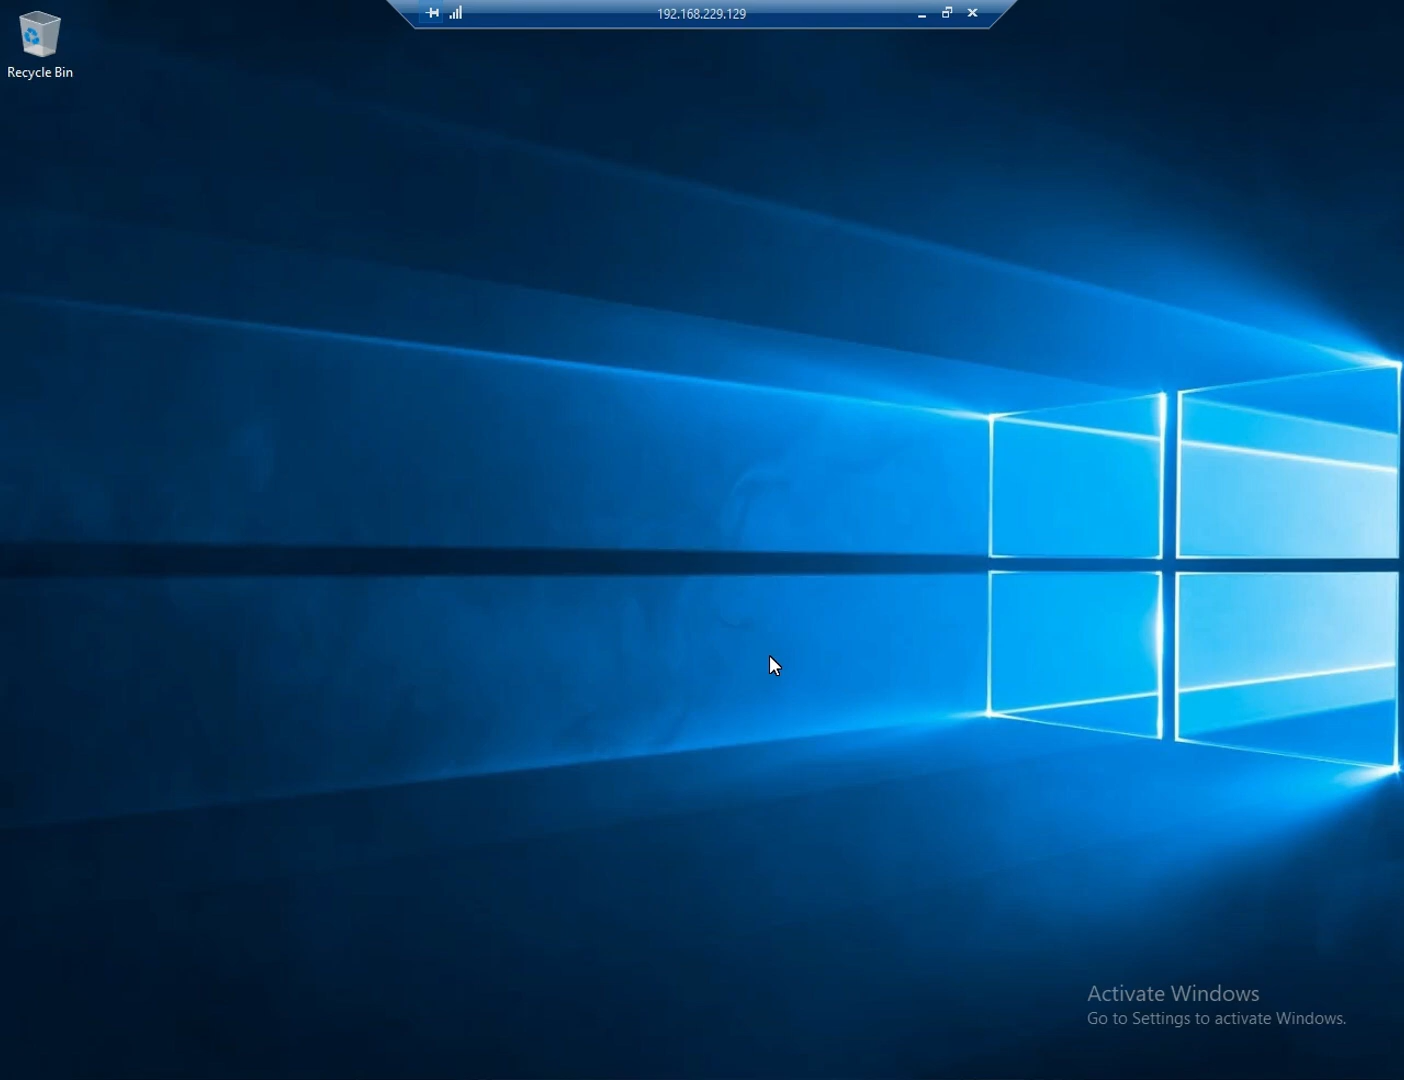 192.168.229.129
Recycle Bin
Activate Windows
Go to Settings to activate Windows.